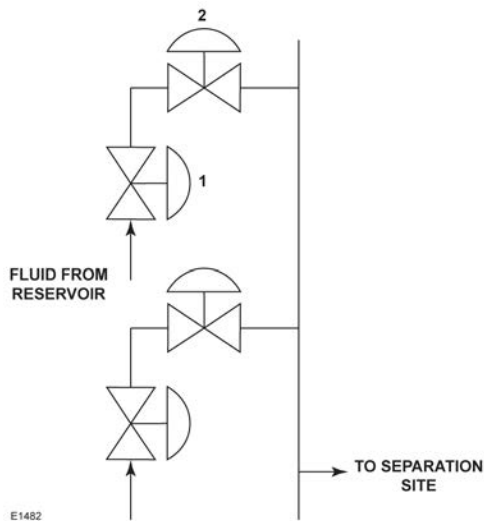 2
1
FLUID FROM
RESERVOIR
TO SEPARATION
SITE
E1482